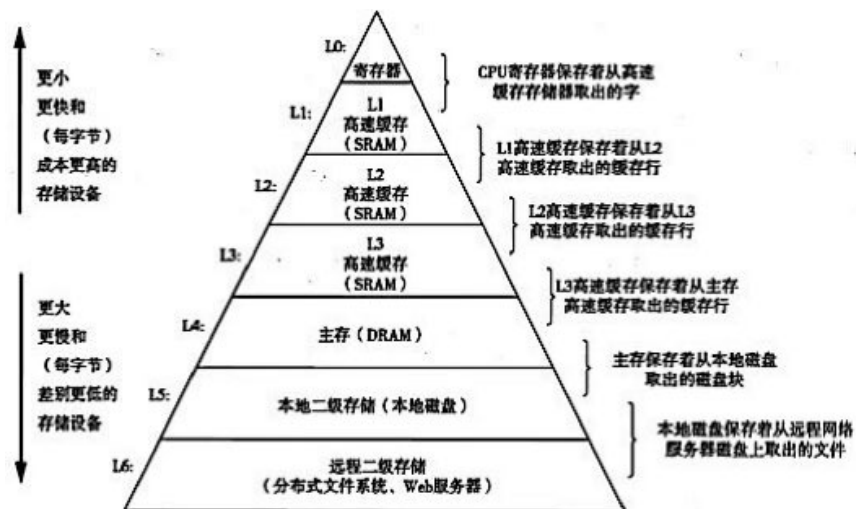 更小
更快和
（每字节）
成本更高的
存储设备
更大
更慢和
（每字节）
差别更低的
存储设备
L0:
寄存器
L1:
L1
高速缓存
（SRAM）
L2:
L2
高速缓存
（SRAM）
L3:
L3
高速缓存
（SRAM）
L4:
主存（DRAM）
L5:
本地二级存储（本地磁盘）
L6:
远程二级存储
（分布式文件系统、Web服务器）
CPU寄存器保存着从高速
缓存存储器取出的字
L1高速缓存保存着从L2
高速缓存取出的缓存行
L2高速缓存保存着从L3
高速缓存取出的缓存行
L3高速缓存保存着从主存
高速缓存取出的缓存行
主存保存着从本地磁盘
取出的磁盘块
本地磁盘保存着从远程网络
服务器磁盘上取出的文件